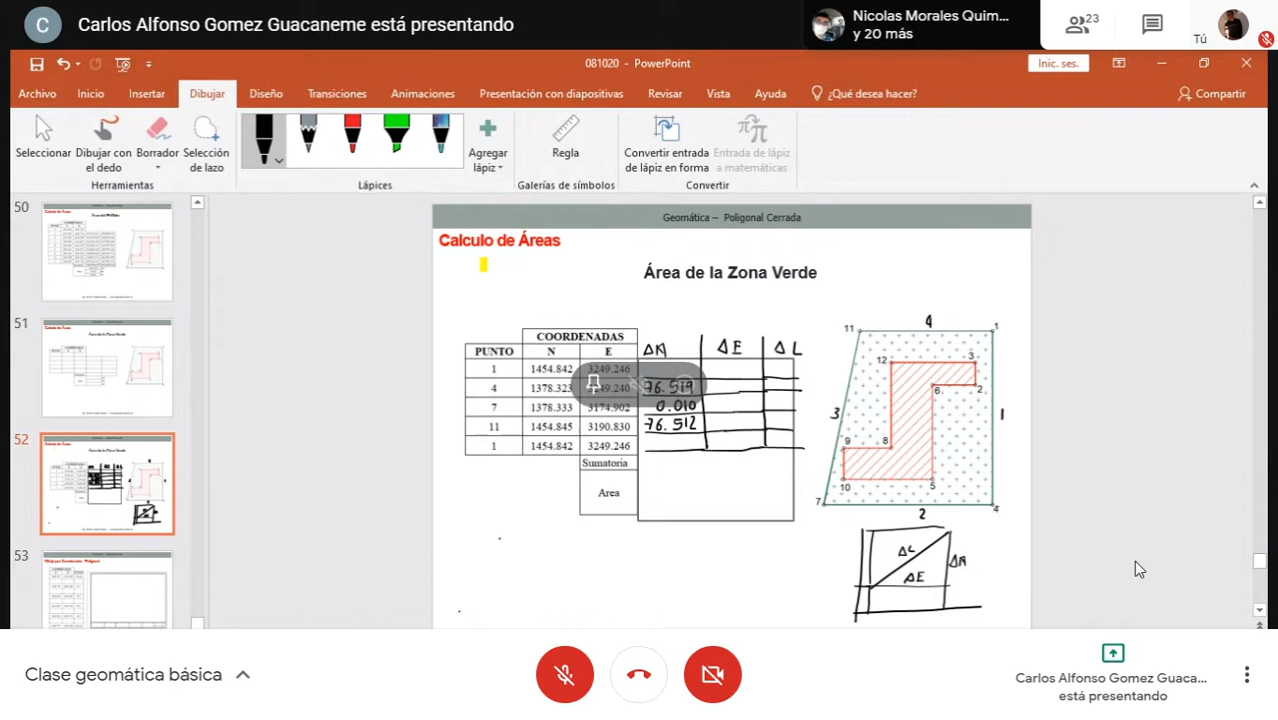 C Carlos Alfonso Gomez Guacaneme está presentando
Nicolas Morales Quim...
y 20 más
23
Tú
081020 - PowerPoint
Inic. ses.
Archivo Inicio Insertar Dibujar Diseño Transiciones Animaciones Presentación con diapositivas Revisar Vista Ayuda ¿Qué desea hacer? Compartir
Seleccionar
Dibujar con
el dedo
Borrador
Selección
de lazo
Agregar
lápiz
Regla
Convertir entrada
de lápiz en forma
Entrada de lápiz
a matemáticas
Herramientas
Lápices
Galerías de símbolos
Convertir
50
51
52
53
Geomática – Poligonal Cerrada
Calculo de Áreas
Área de la Zona Verde
COORDENADAS
PUNTO N E ΔN ΔE ΔL
1 1454.842 3249.246
4 1378.323 76.519
7 1378.333 3174.902 0.010
11 1454.845 3190.830 76.512
1 1454.842 3249.246
Sumatoria
Area
11 4 1
12 3
6 2
3 1
9 8
10 5
7 2 4
ΔL
ΔN
ΔE
Clase geomática básica
Carlos Alfonso Gomez Guaca...
está presentando